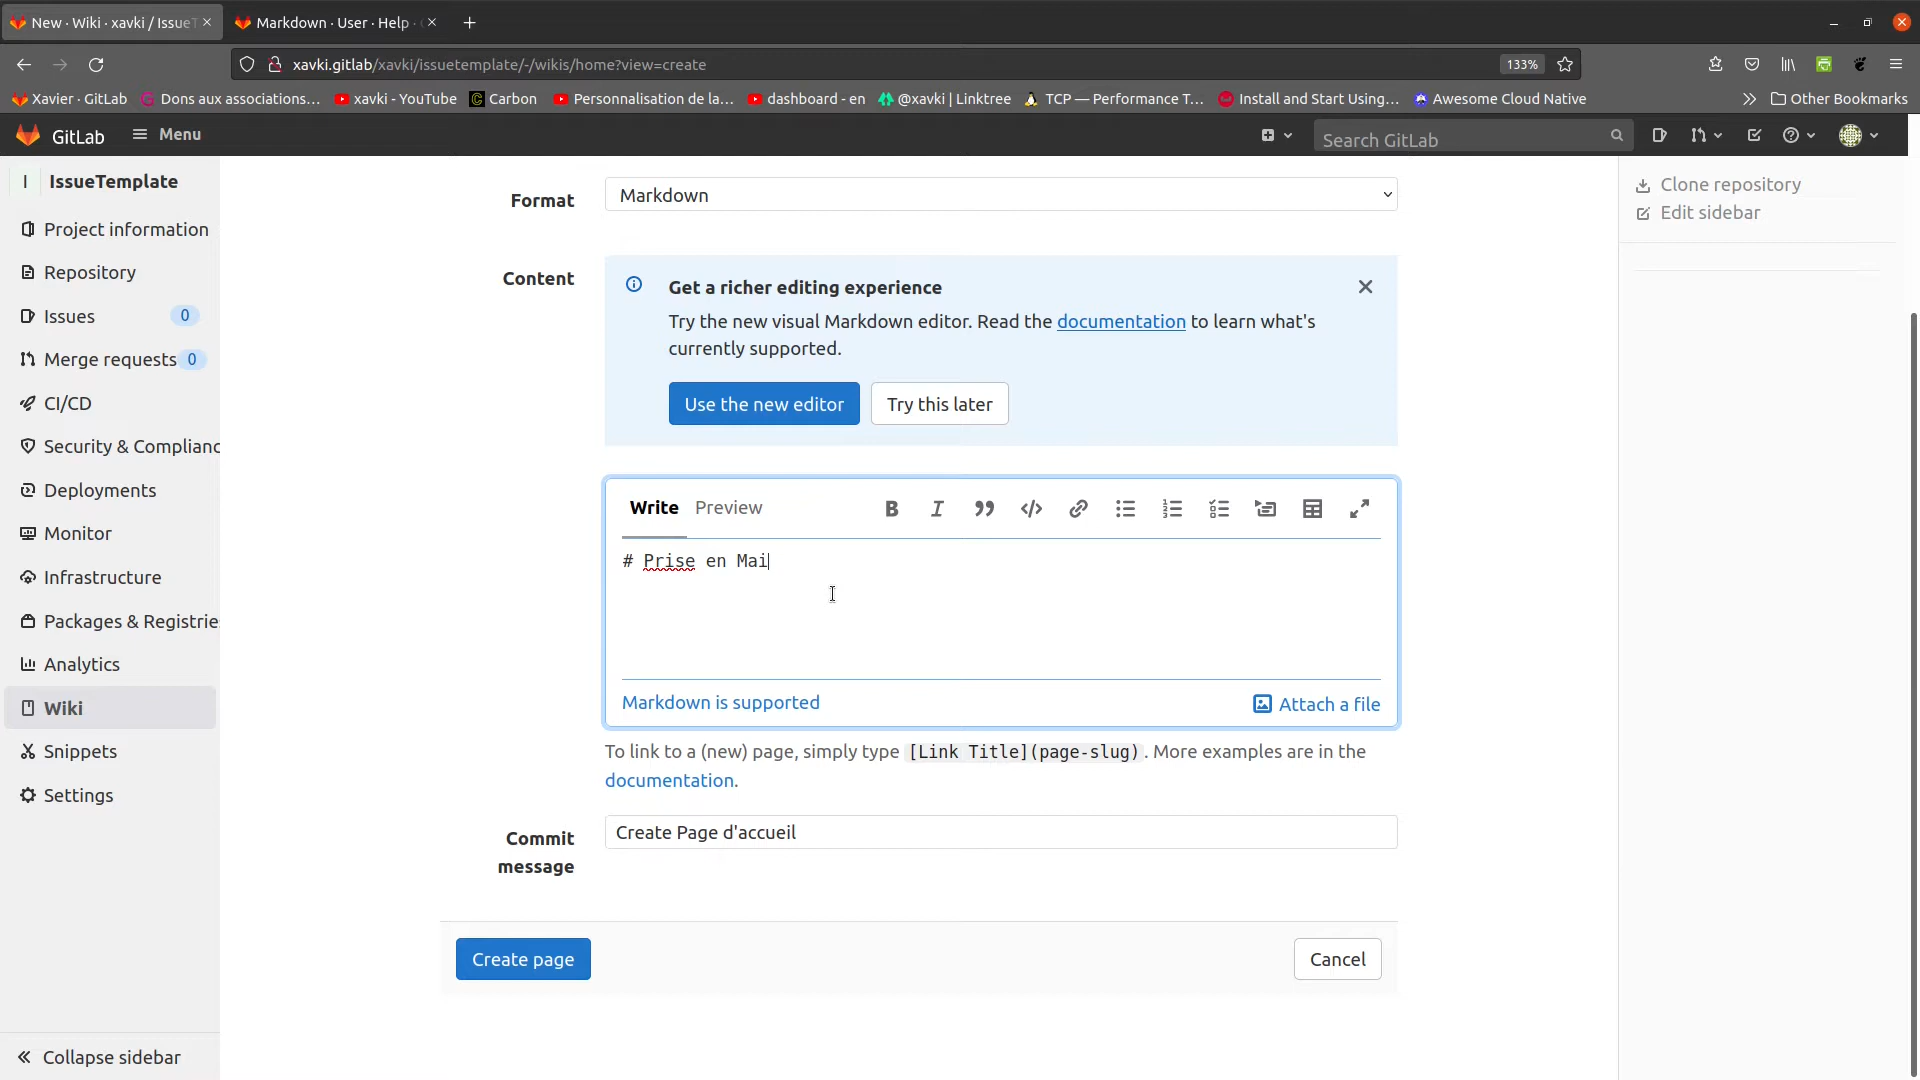 New · Wiki · xavki / IssueT
Markdown · User · Help ·
xavki.gitlab/xavki/issuetemplate/-/wikis/home?view=create
133%
Xavier · GitLab
Dons aux associations…
xavki - YouTube
Carbon
Personnalisation de la…
dashboard - en
@xavki | Linktree
TCP — Performance T…
Install and Start Using…
Awesome Cloud Native
Other Bookmarks
GitLab
Menu
Search GitLab
I IssueTemplate
Project information
Repository
Issues 0
Merge requests 0
CI/CD
Security & Complianc
Deployments
Monitor
Infrastructure
Packages & Registrie
Analytics
Wiki
Snippets
Settings
Collapse sidebar
Format
Markdown
Content
Get a richer editing experience
Try the new visual Markdown editor. Read the documentation to learn what's
currently supported.
Use the new editor
Try this later
Write Preview
# Prise en Mai
Markdown is supported
Attach a file
To link to a (new) page, simply type [Link Title](page-slug). More examples are in the
documentation.
Commit
message
Create Page d'accueil
Create page
Cancel
Clone repository
Edit sidebar